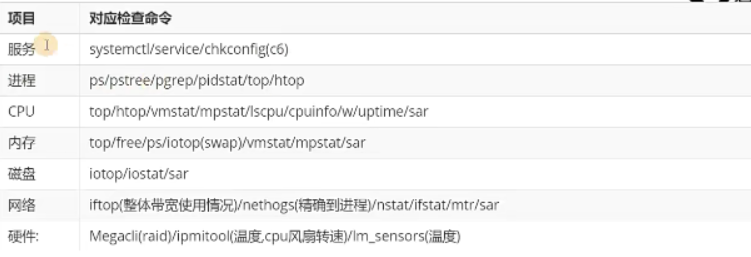 项目 对应检查命令
服务 systemctl/service/chkconfig(c6)
进程 ps/pstree/pgrep/pidstat/top/htop
CPU top/htop/vmstat/mpstat/lscpu/cpuinfo/w/uptime/sar
内存 top/free/ps/iotop(swap)/vmstat/mpstat/sar
磁盘 iotop/iostat/sar
网络 iftop(整体带宽使用情况)/nethogs(精确到进程)/nstat/ifstat/mtr/sar
硬件: Megacli(raid)/ipmitool(温度,cpu风扇转速)/lm_sensors(温度)